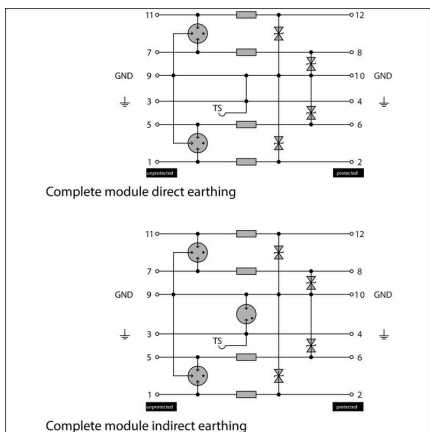 11 12
7 8
GND 9 10 GND
3 4
TS
5 6
1 2
unprotected protected
Complete module direct earthing
11 12
7 8
GND 9 10 GND
3 4
TS
5 6
1 2
unprotected protected
Complete module indirect earthing